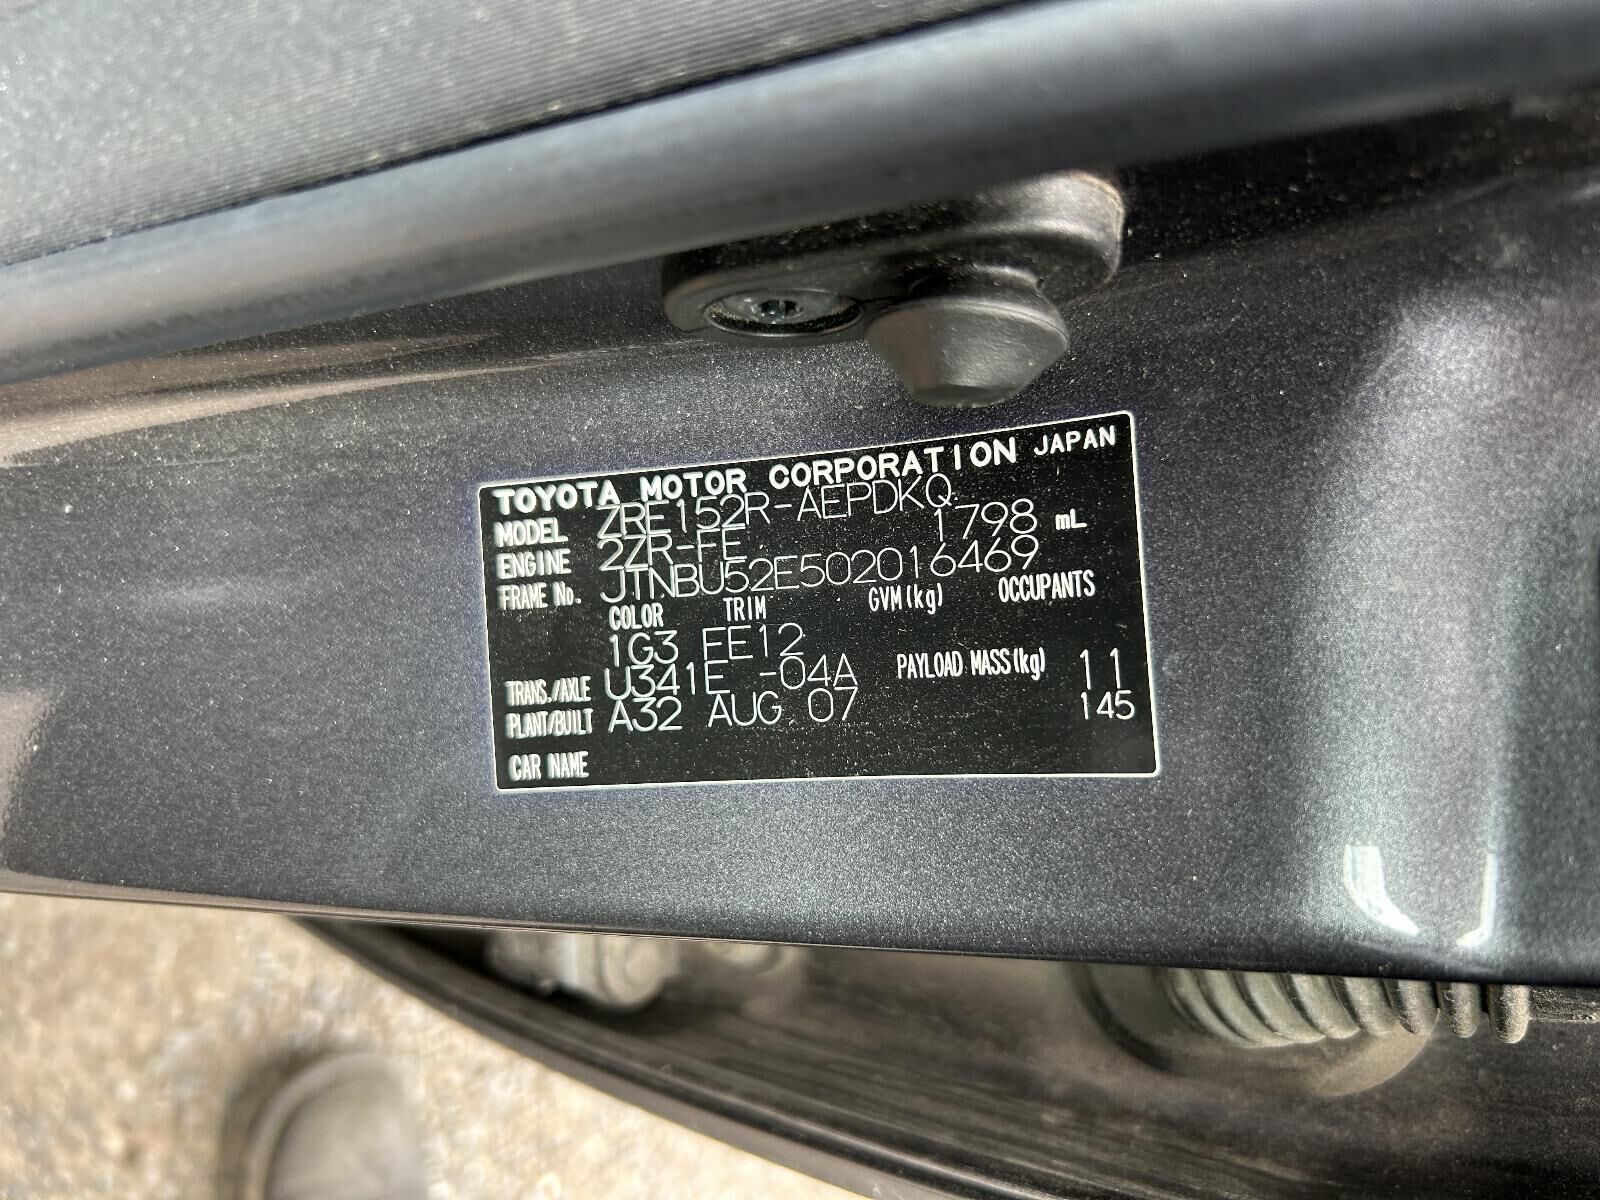 TOYOTA MOTOR CORPORATION JAPAN
MODEL ZRE152R-AEPDKQ
ENGINE 2ZR-FE 1798 mL
FRAME No. JTNBU52E502016469
COLOR TRIM GVM(kg) OCCUPANTS
1G3 FE12
TRANS./AXLE U341E -04A PAYLOAD MASS(kg) 11
PLANT/BUILT A32 AUG 07 145
CAR NAME